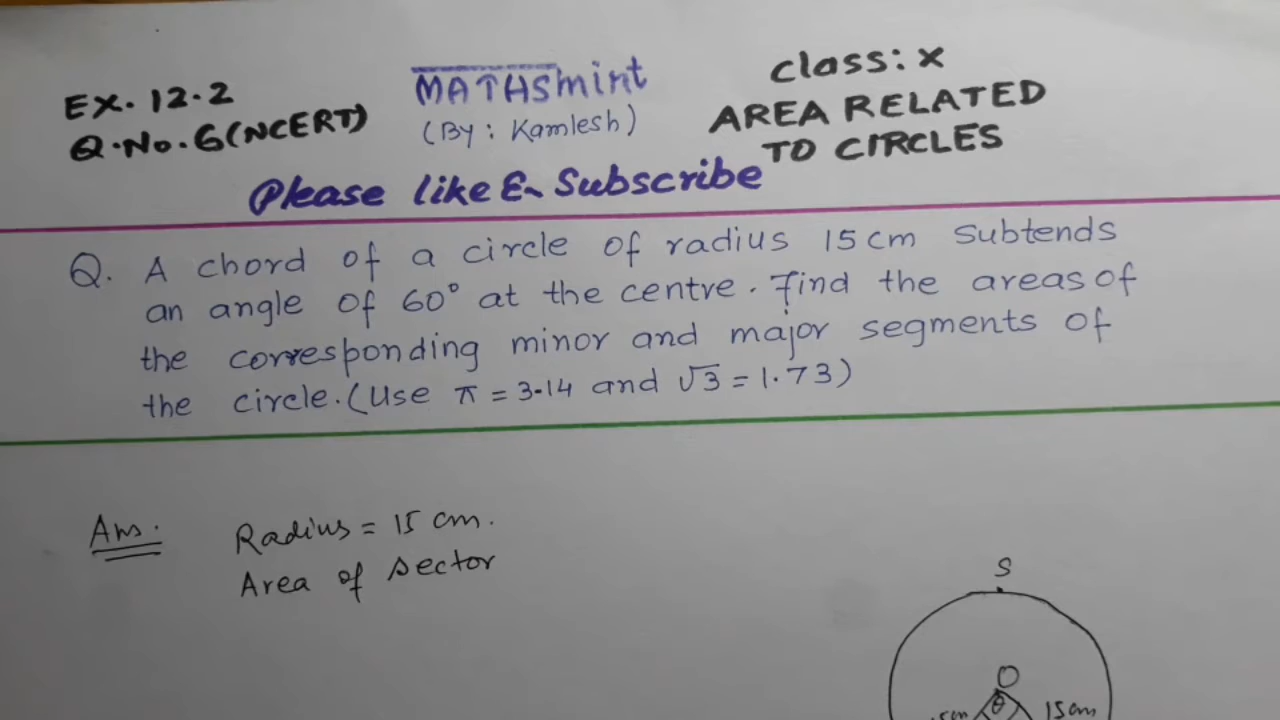 EX. 12.2
Q.No.6(NCERT)
MATHSmint
(By: Kamlesh)
class: X
AREA RELATED
TO CIRCLES
Please like & Subscribe
Q. A chord of a circle of radius 15 cm subtends
an angle of 60° at the centre. Find the areas of
the corresponding minor and major segments of
the circle. (Use π = 3.14 and √3 = 1.73)
Ans. Radius = 15 cm.
Area of sector
S
O
θ
15cm